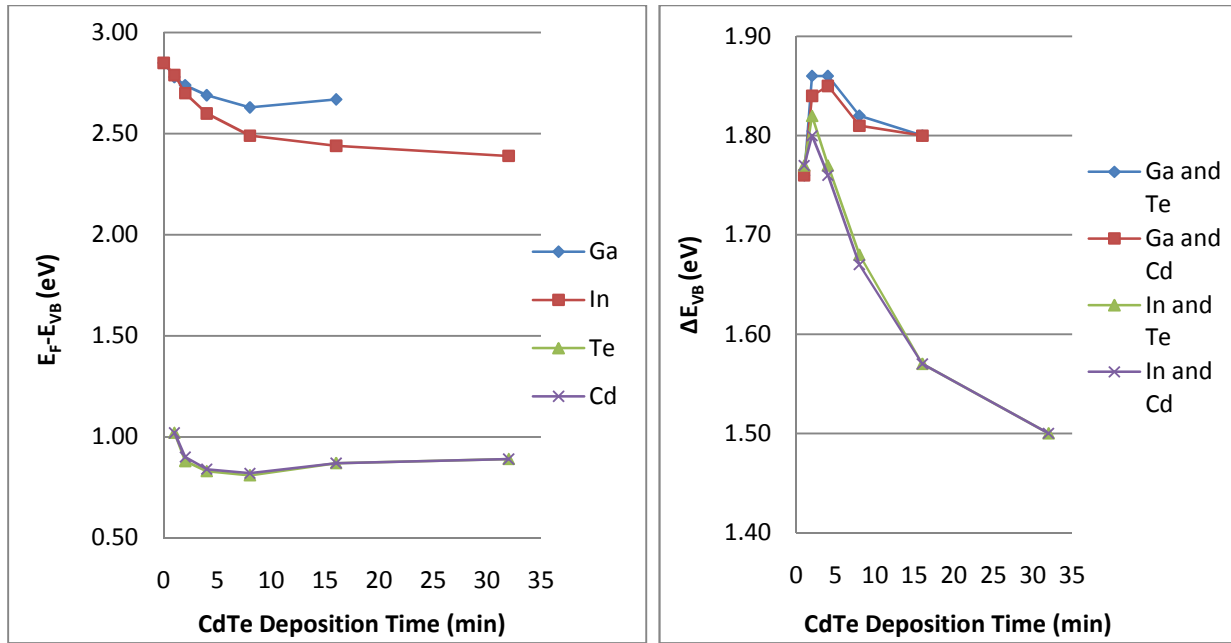 3.00
2.50
2.00
1.50
1.00
0.50
E_F-E_VB (eV)
0 5 10 15 20 25 30 35
CdTe Deposition Time (min)
Ga
In
Te
Cd
1.90
1.80
1.70
1.60
1.50
1.40
ΔE_VB (eV)
0 5 10 15 20 25 30 35
CdTe Deposition Time (min)
Ga and
Te
Ga and
Cd
In and
Te
In and
Cd